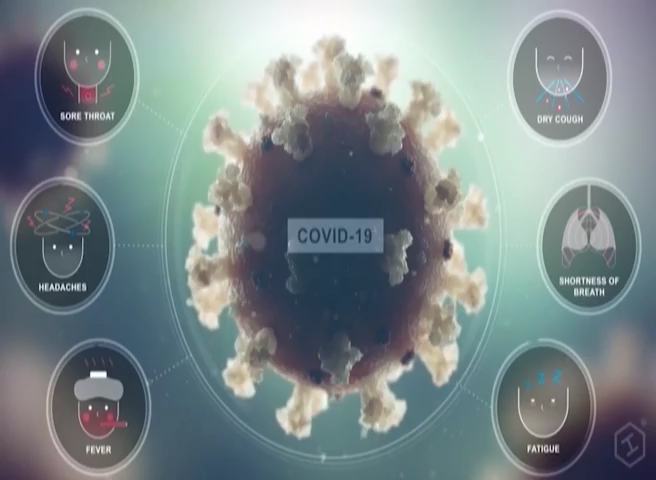 SORE THROAT
DRY COUGH
COVID-19
HEADACHES
SHORTNESS OF
BREATH
FEVER
FATIGUE